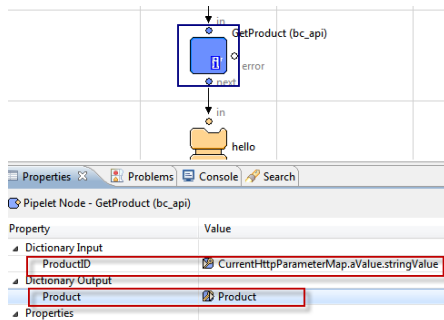 in
GetProduct (bc_api)
error
next
in
hello
Properties Problems Console Search
Pipelet Node - GetProduct (bc_api)
Property Value
Dictionary Input
ProductID CurrentHttpParameterMap.aValue.stringValue
Dictionary Output
Product Product
Properties